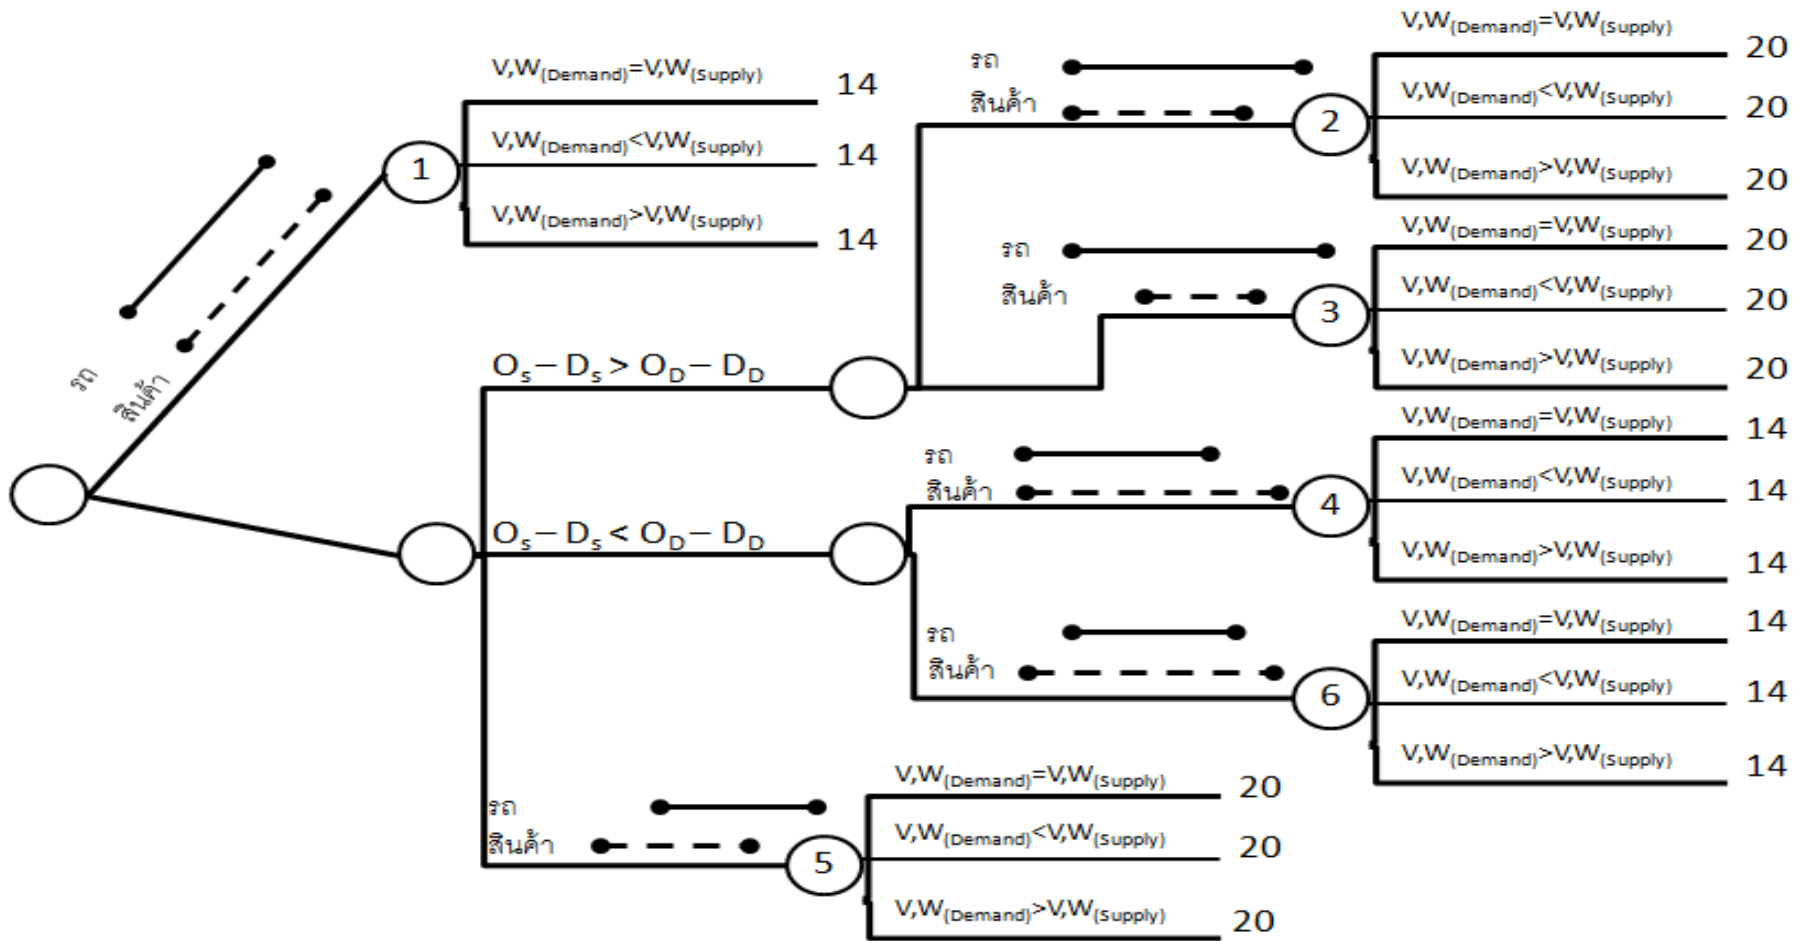 รถ
สินค้า
1
V,W(Demand)=V,W(Supply) 14
V,W(Demand)<V,W(Supply) 14
V,W(Demand)>V,W(Supply) 14
Os – Ds > OD – DD
รถ
สินค้า
2
V,W(Demand)=V,W(Supply) 20
V,W(Demand)<V,W(Supply) 20
V,W(Demand)>V,W(Supply) 20
รถ
สินค้า
3
V,W(Demand)=V,W(Supply) 20
V,W(Demand)<V,W(Supply) 20
V,W(Demand)>V,W(Supply) 20
Os – Ds < OD – DD
รถ
สินค้า
4
V,W(Demand)=V,W(Supply) 14
V,W(Demand)<V,W(Supply) 14
V,W(Demand)>V,W(Supply) 14
รถ
สินค้า
6
V,W(Demand)=V,W(Supply) 14
V,W(Demand)<V,W(Supply) 14
V,W(Demand)>V,W(Supply) 14
รถ
สินค้า
5
V,W(Demand)=V,W(Supply) 20
V,W(Demand)<V,W(Supply) 20
V,W(Demand)>V,W(Supply) 20